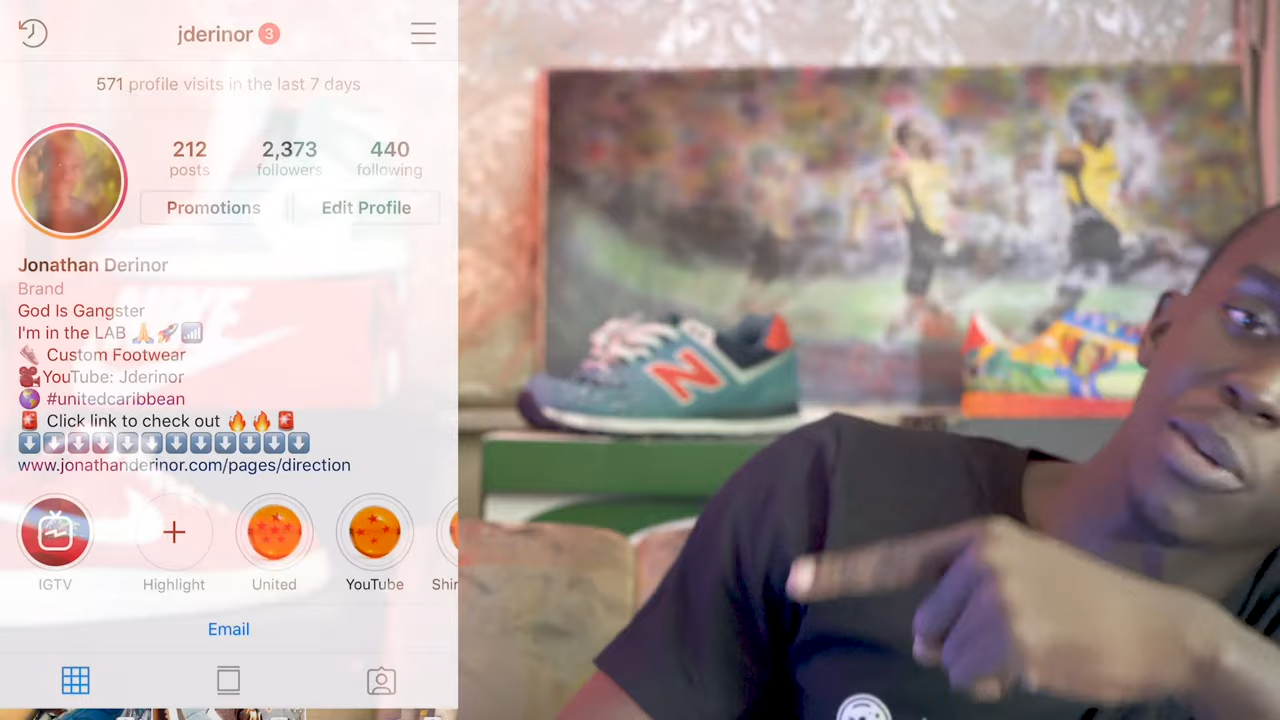 jderinor 3
571 profile visits in the last 7 days
212 2,373 440
posts followers following
Promotions Edit Profile
Jonathan Derinor
Brand
God Is Gangster
I'm in the LAB 🙏🚀📶
👟 Custom Footwear
🎥YouTube: Jderinor
🌎 #unitedcaribbean
🚨 Click link to check out 🔥🔥🚨
⬇️⬇️⬇️⬇️⬇️⬇️⬇️⬇️⬇️⬇️⬇️⬇️
www.jonathanderinor.com/pages/direction
NIKE
N
IGTV Highlight United YouTube Shir
Email